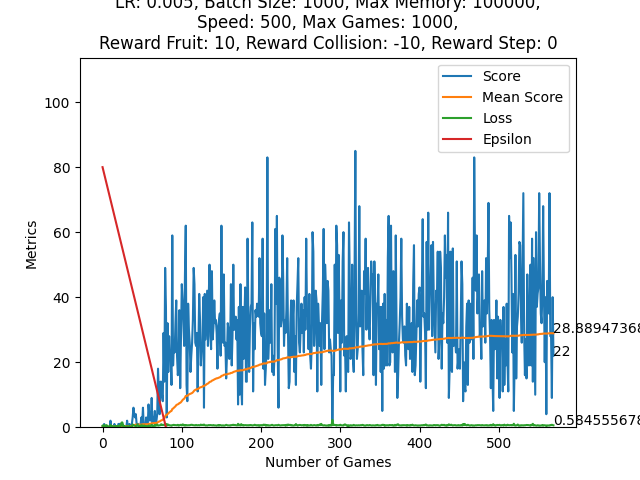 LR: 0.005, Batch Size: 1000, Max Memory: 100000,
Speed: 500, Max Games: 1000,
Reward Fruit: 10, Reward Collision: -10, Reward Step: 0
Score
Mean Score
Loss
Epsilon
100
80
60
40
20
0
Metrics
28.88947368
22
0.584555678
0
100
200
300
400
500
Number of Games